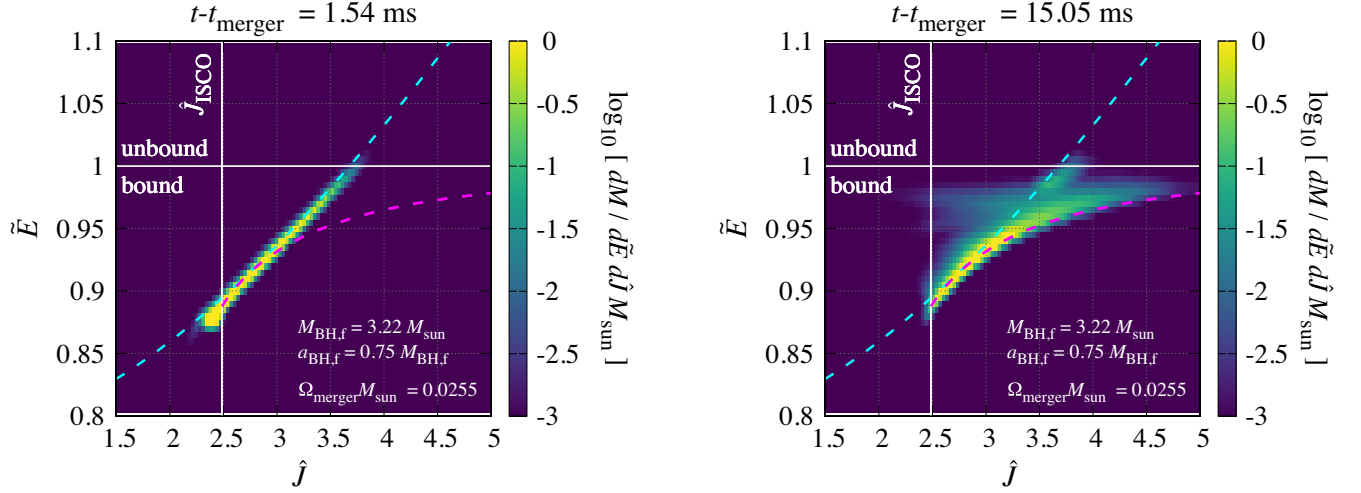 t-t_merger = 1.54 ms
1.1
1.05
1
0.95
0.9
0.85
0.8
Ẽ
Ĵ_ISCO
unbound
bound
M_BH,f = 3.22 M_sun
a_BH,f = 0.75 M_BH,f
Ω_merger M_sun = 0.0255
1.5 2 2.5 3 3.5 4 4.5 5
Ĵ
0
-0.5
-1
-1.5
-2
-2.5
-3
log_10 [ dM / dẼ dĴ M_sun ]
t-t_merger = 15.05 ms
1.1
1.05
1
0.95
0.9
0.85
0.8
Ẽ
Ĵ_ISCO
unbound
bound
M_BH,f = 3.22 M_sun
a_BH,f = 0.75 M_BH,f
Ω_merger M_sun = 0.0255
1.5 2 2.5 3 3.5 4 4.5 5
Ĵ
0
-0.5
-1
-1.5
-2
-2.5
-3
log_10 [ dM / dẼ dĴ M_sun ]